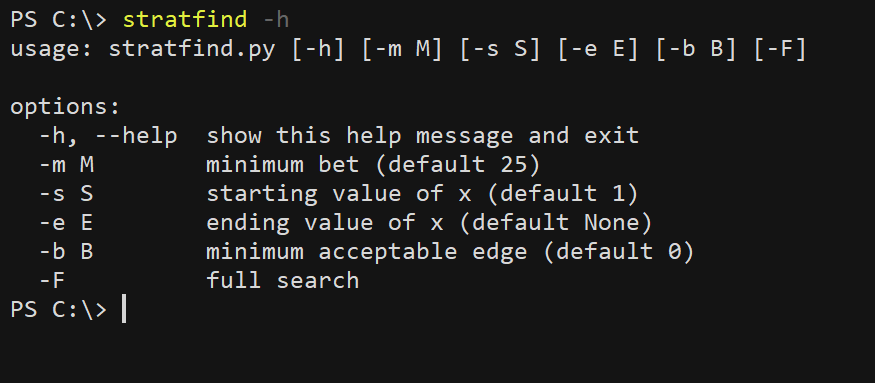 PS C:\> stratfind -h
usage: stratfind.py [-h] [-m M] [-s S] [-e E] [-b B] [-F]

options:
  -h, --help  show this help message and exit
  -m M        minimum bet (default 25)
  -s S        starting value of x (default 1)
  -e E        ending value of x (default None)
  -b B        minimum acceptable edge (default 0)
  -F          full search
PS C:\>